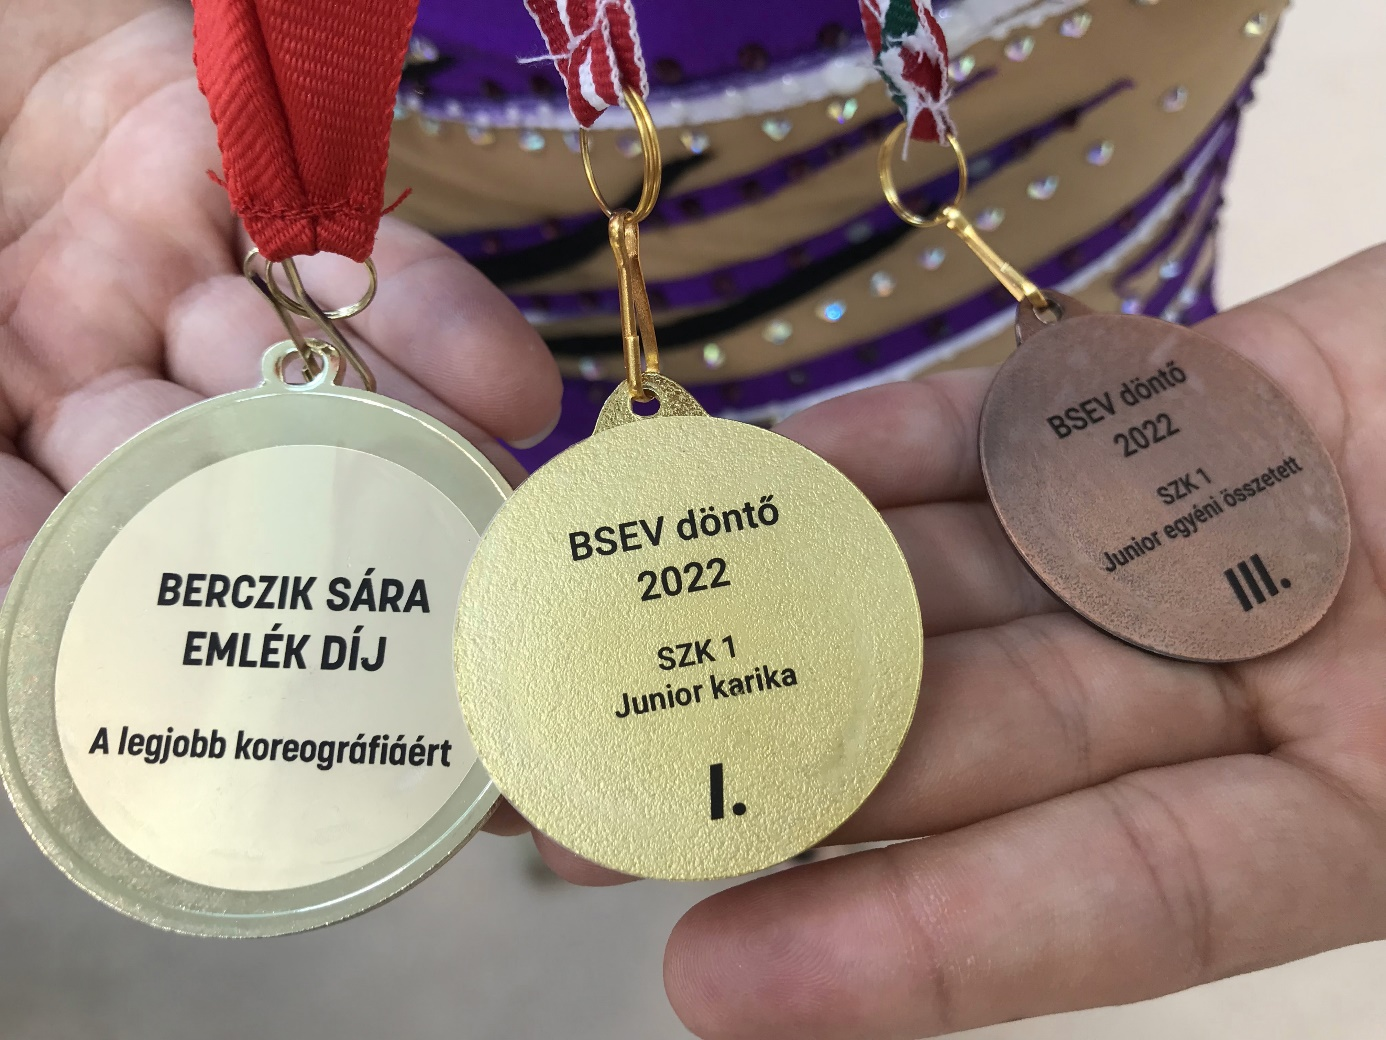 BERCZIK SÁRA
EMLÉK DÍJ
A legjobb koreográfiáért
BSEV döntő
2022
SZK 1
Junior karika
I.
BSEV döntő
2022
SZK 1
Junior egyéni összetett
III.